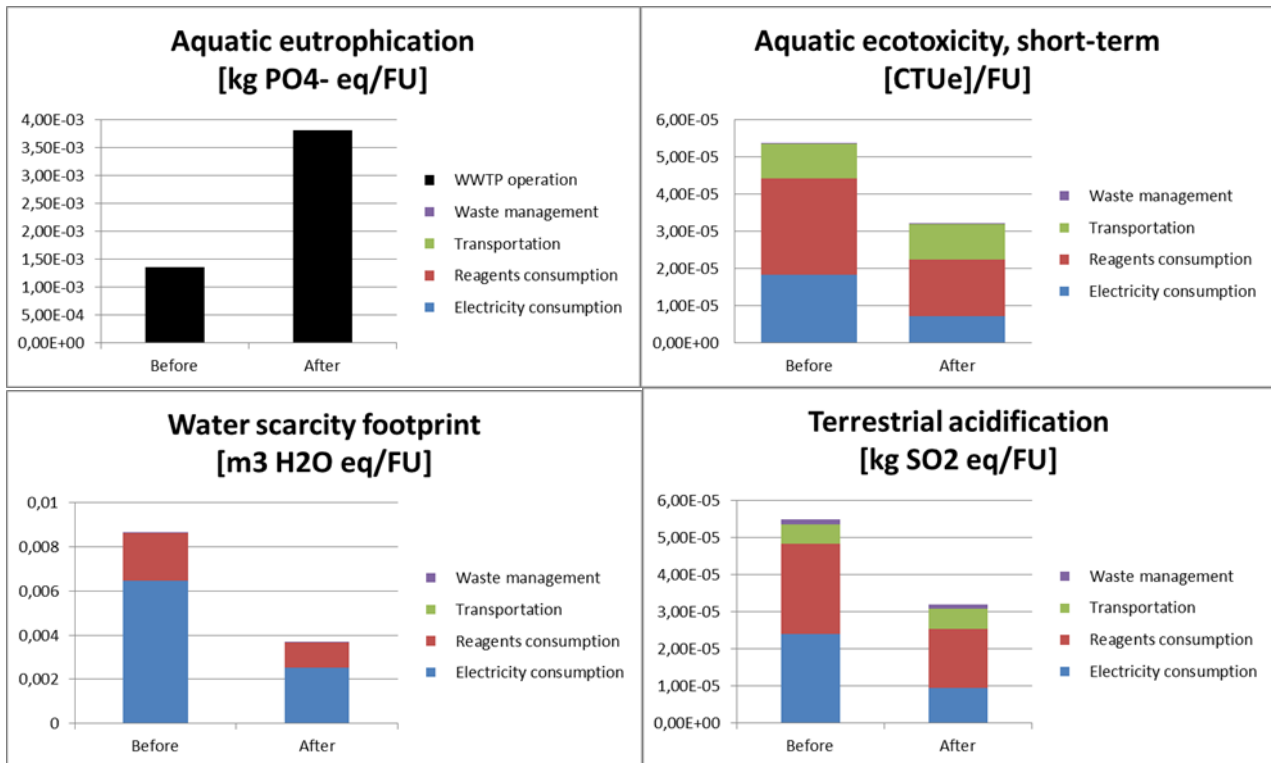 Aquatic eutrophication
[kg PO4- eq/FU]
4,00E-03
3,50E-03
3,00E-03
2,50E-03
2,00E-03
1,50E-03
1,00E-03
5,00E-04
0,00E+00
Before
After
WWTP operation
Waste management
Transportation
Reagents consumption
Electricity consumption
Aquatic ecotoxicity, short-term
[CTUe]/FU]
6,00E-05
5,00E-05
4,00E-05
3,00E-05
2,00E-05
1,00E-05
0,00E+00
Before
After
Waste management
Transportation
Reagents consumption
Electricity consumption
Water scarcity footprint
[m3 H2O eq/FU]
0,01
0,008
0,006
0,004
0,002
0
Before
After
Waste management
Transportation
Reagents consumption
Electricity consumption
Terrestrial acidification
[kg SO2 eq/FU]
6,00E-05
5,00E-05
4,00E-05
3,00E-05
2,00E-05
1,00E-05
0,00E+00
Before
After
Waste management
Transportation
Reagents consumption
Electricity consumption